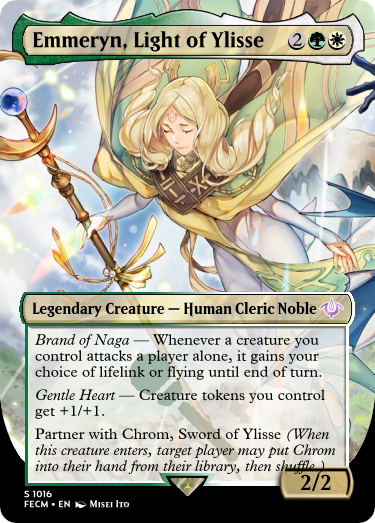 Emmeryn, Light of Ylisse 2
Legendary Creature — Human Cleric Noble
Brand of Naga — Whenever a creature you
control attacks a player alone, it gains your
choice of lifelink or flying until end of turn.
Gentle Heart — Creature tokens you control
get +1/+1.
Partner with Chrom, Sword of Ylisse (When
this creature enters, target player may put Chrom
into their hand from their library, then shuffle.)
2/2
S 1016
FECM • EN Misei Ito